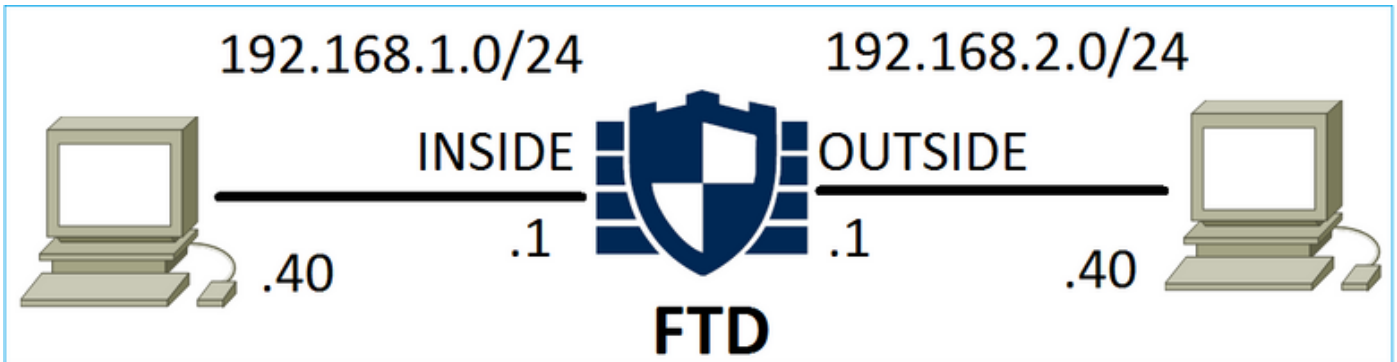 192.168.1.0/24
192.168.2.0/24
INSIDE
OUTSIDE
.40
.1
.1
.40
FTD